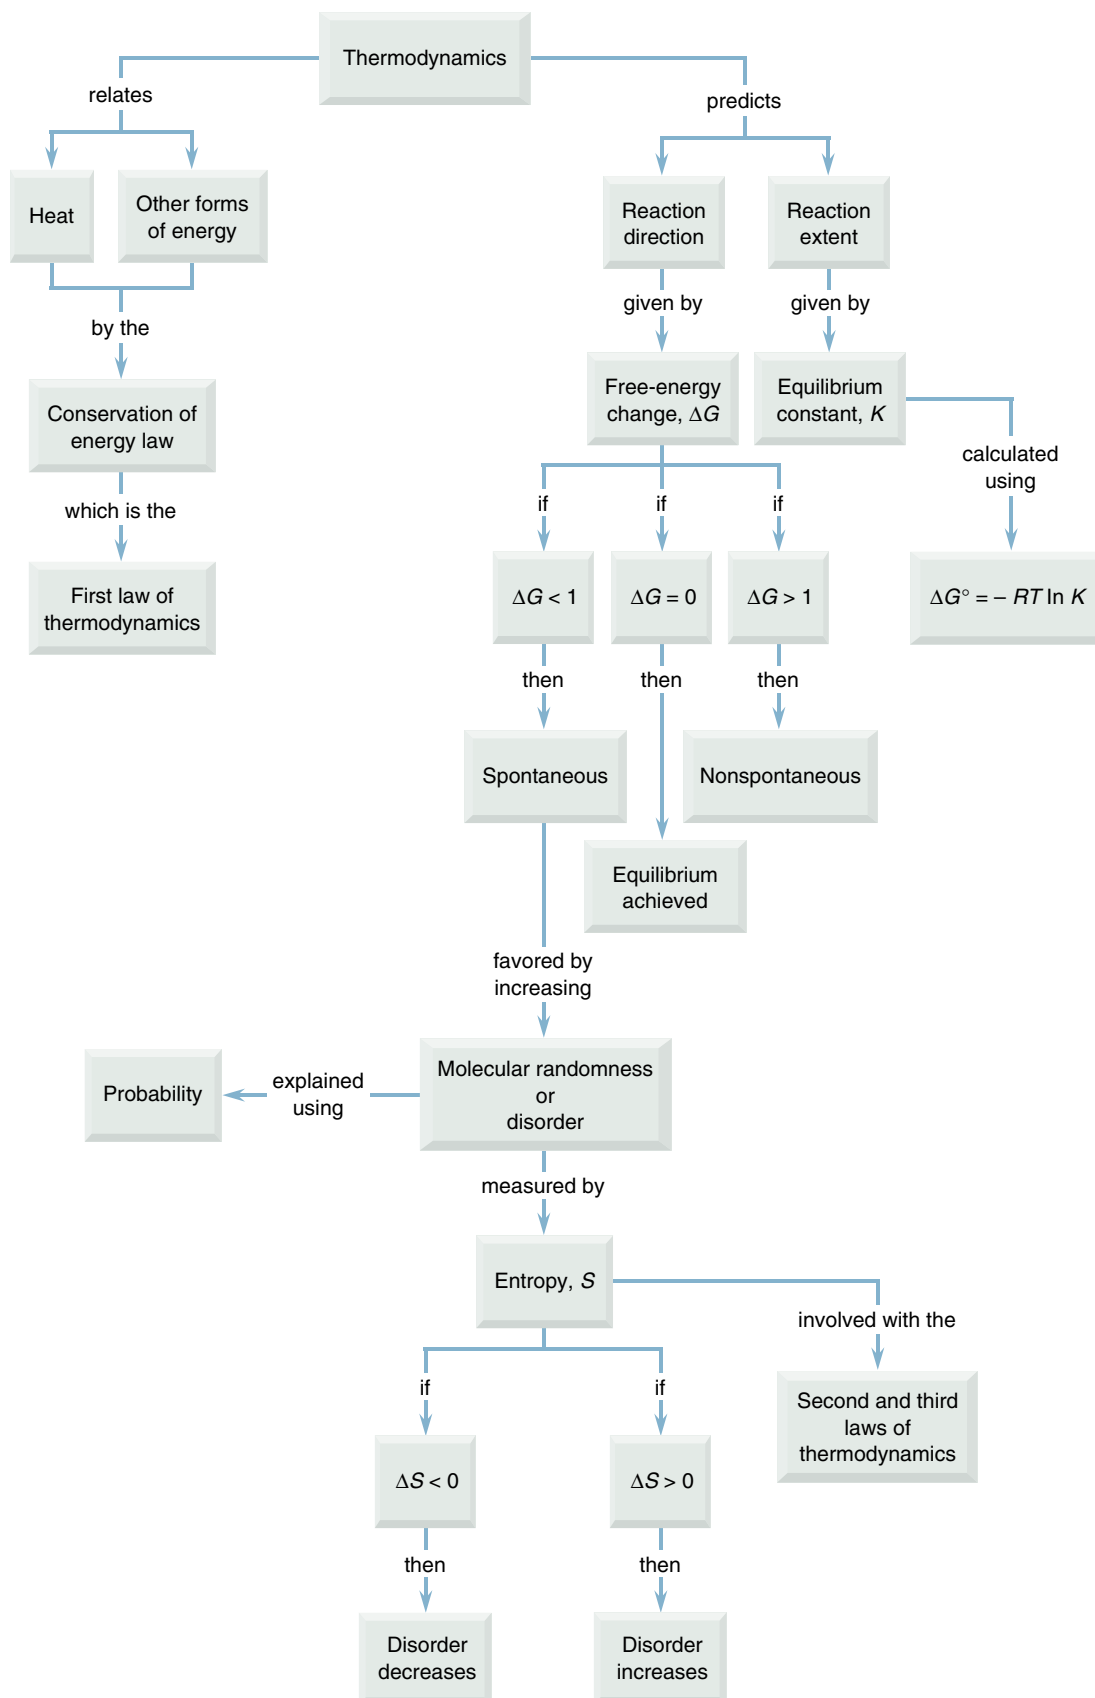 Thermodynamics
relates
predicts
Heat
Other forms
of energy
Reaction
direction
Reaction
extent
by the
given by
given by
Conservation of
energy law
Free-energy
change, ΔG
Equilibrium
constant, K
calculated
using
which is the
if
if
if
First law of
thermodynamics
ΔG < 1
ΔG = 0
ΔG > 1
ΔG° = – RT ln K
then
then
then
Spontaneous
Nonspontaneous
Equilibrium
achieved
favored by
increasing
Probability
explained
using
Molecular randomness
or
disorder
measured by
Entropy, S
involved with the
if
if
Second and third
laws of
thermodynamics
ΔS < 0
ΔS > 0
then
then
Disorder
decreases
Disorder
increases